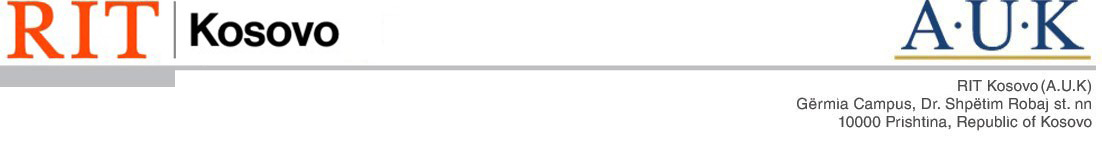 RIT Kosovo A·U·K
RIT Kosovo (A.U.K)
Gërmia Campus, Dr. Shpëtim Robaj st. nn
10000 Prishtina, Republic of Kosovo